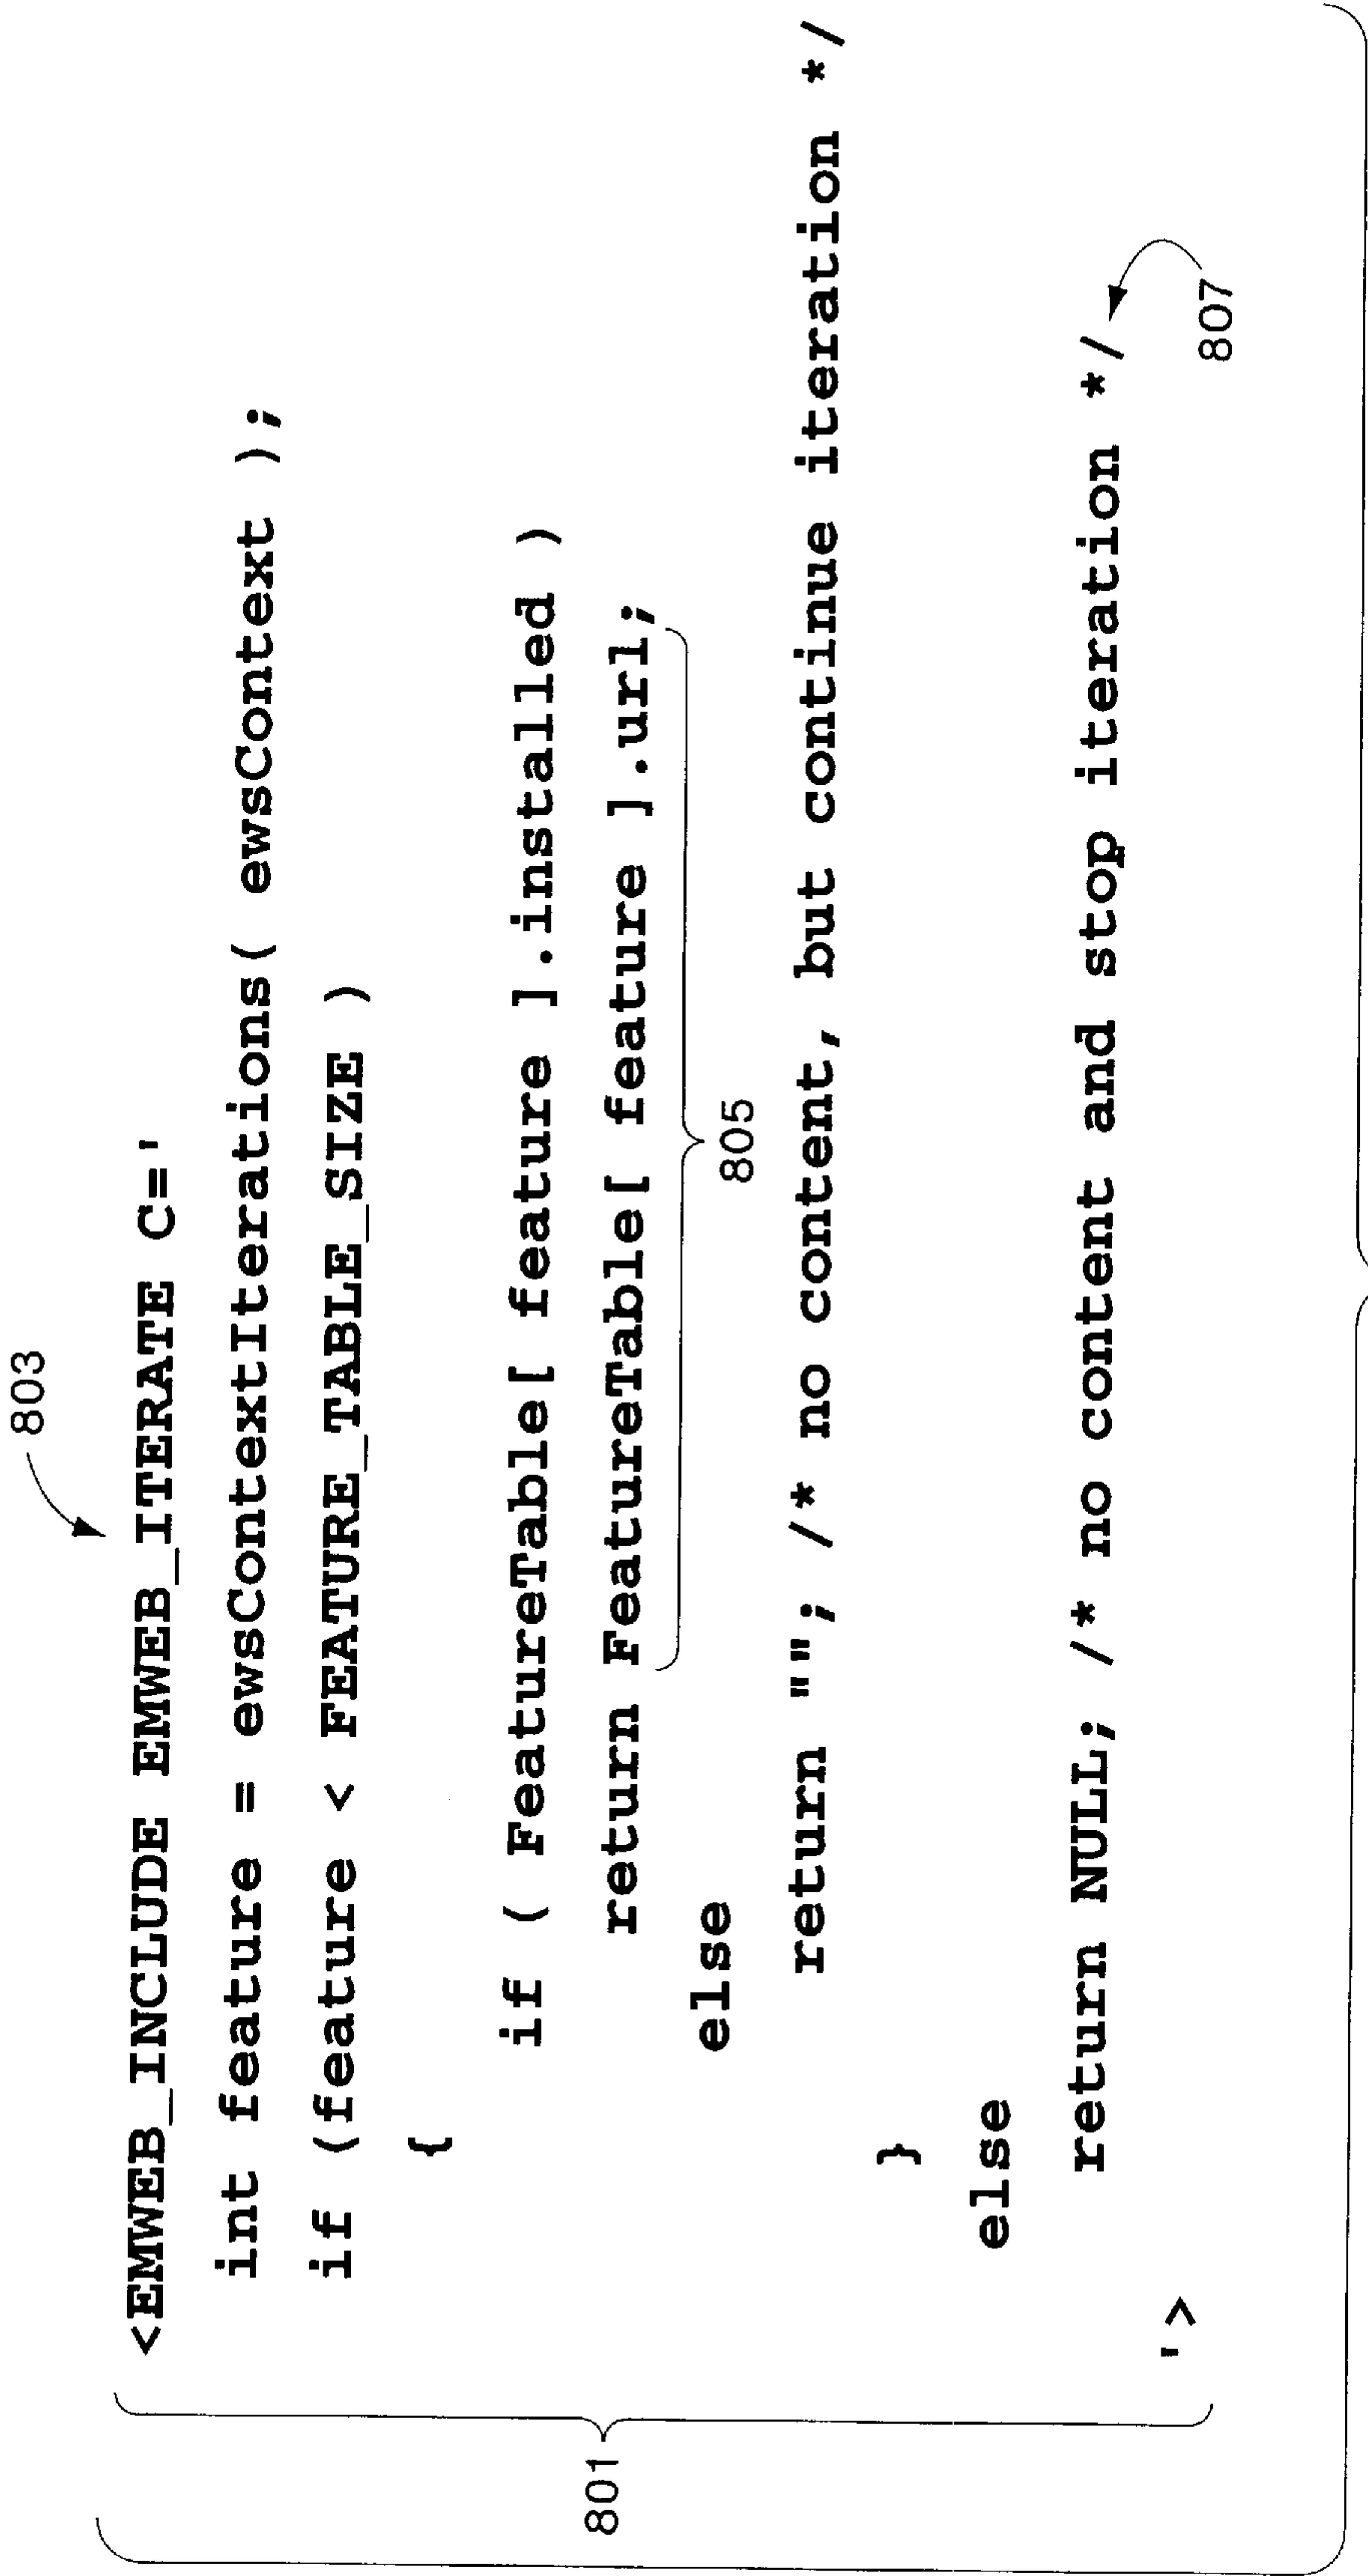 803
<EMWEB_INCLUDE EMWEB_ITERATE C='
int feature = ewsContextIterations( ewsContext );
if (feature < FEATURE_TABLE_SIZE )
{
if ( FeatureTable[ feature ].installed )
return FeatureTable[ feature ].url;
805
else
return ""; /* no content, but continue iteration */
}
else
return NULL; /* no content and stop iteration */
807
'>
801